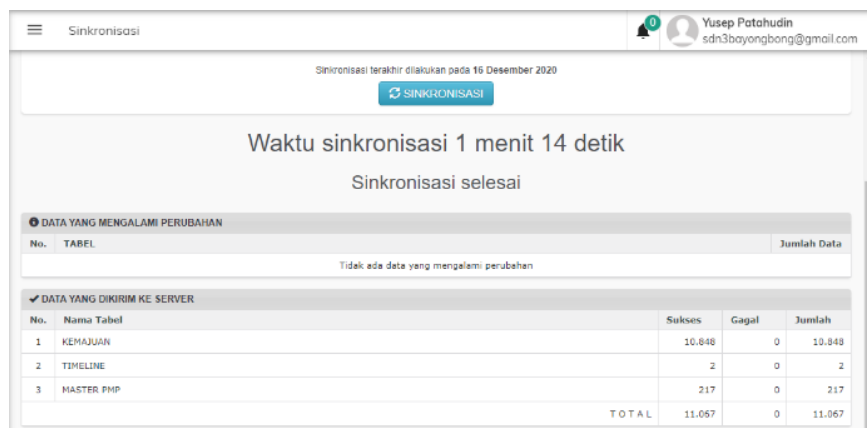 Sinkronisasi
0
Yusep Patahudin
sdn3bayongbong@gmail.com
Sinkronisasi terakhir dilakukan pada 16 Desember 2020
SINKRONISASI
Waktu sinkronisasi 1 menit 14 detik
Sinkronisasi selesai
DATA YANG MENGALAMI PERUBAHAN
No. TABEL Jumlah Data
Tidak ada data yang mengalami perubahan
DATA YANG DIKIRIM KE SERVER
No. Nama Tabel Sukses Gagal Jumlah
1 KEMAJUAN 10.848 0 10.848
2 TIMELINE 2 0 2
3 MASTER PMP 217 0 217
T O T A L 11.067 0 11.067